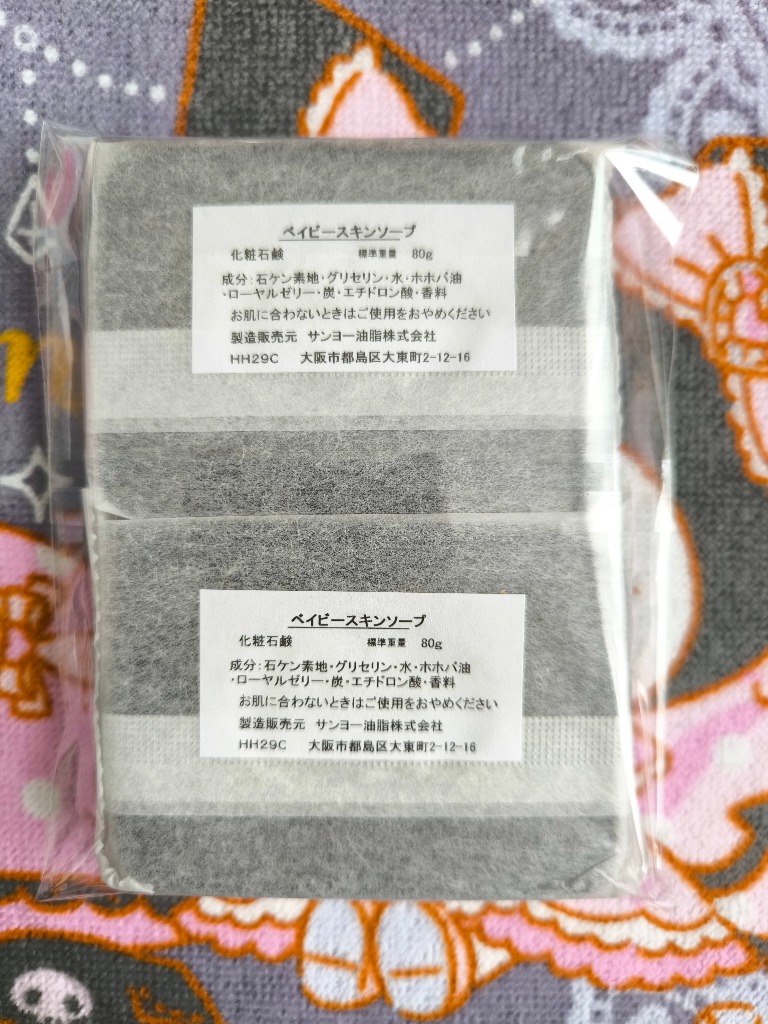 ベイビースキンソープ
化粧石鹸 標準重量 80g
成分：石ケン素地・グリセリン・水・ホホバ油
・ローヤルゼリー・炭・エチドロン酸・香料
お肌に合わないときはご使用をおやめください
製造販売元 サンヨー油脂株式会社
HH29C 大阪市都島区大東町2-12-16
ベイビースキンソープ
化粧石鹸 標準重量 80g
成分：石ケン素地・グリセリン・水・ホホバ油
・ローヤルゼリー・炭・エチドロン酸・香料
お肌に合わないときはご使用をおやめください
製造販売元 サンヨー油脂株式会社
HH29C 大阪市都島区大東町2-12-16